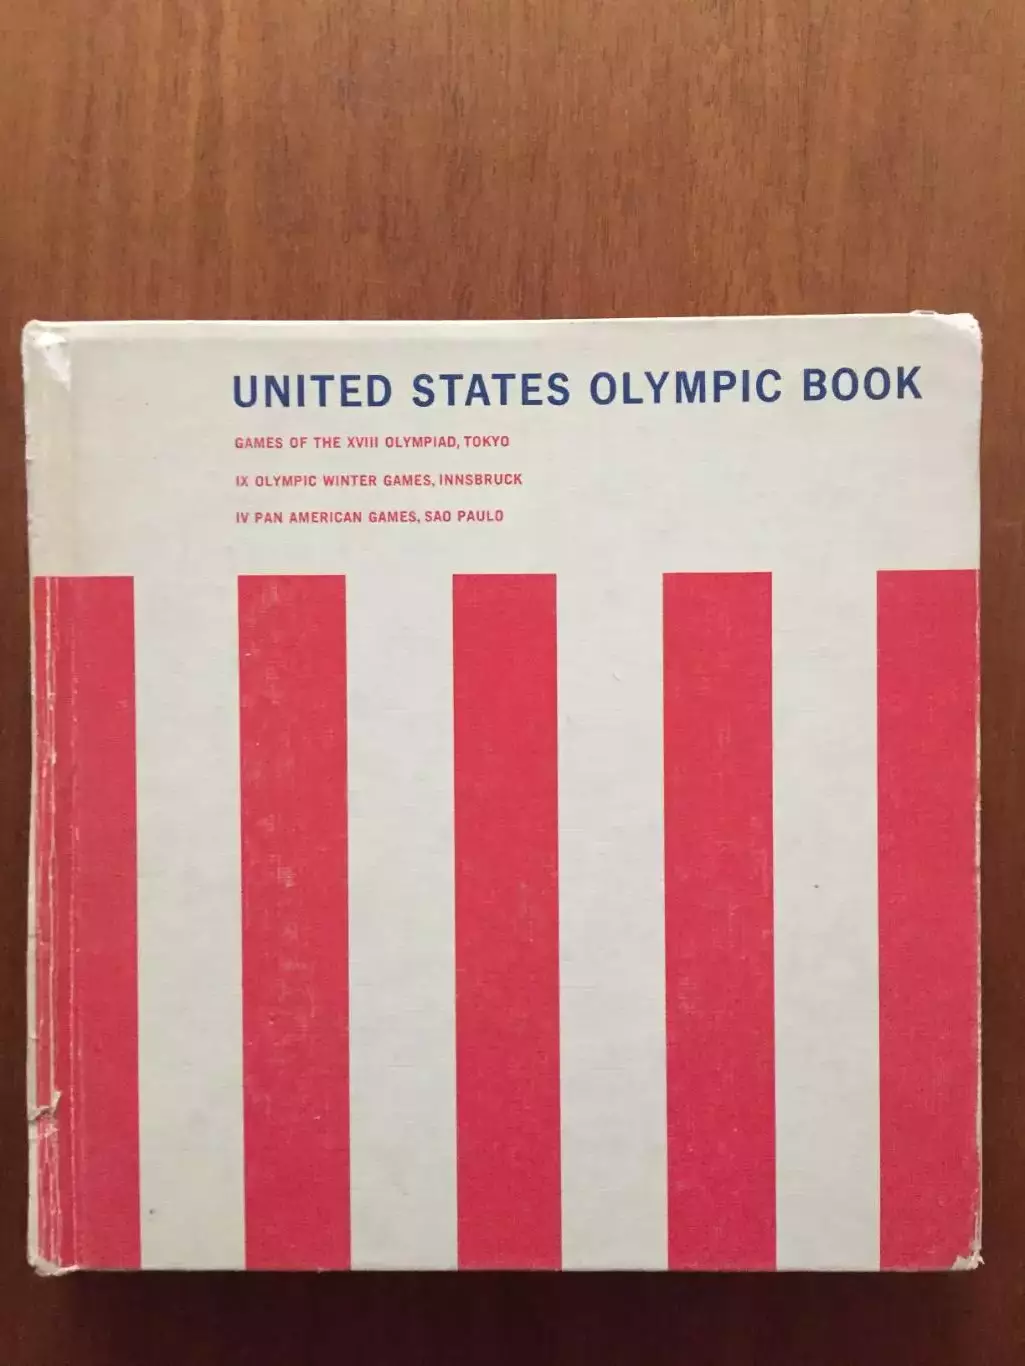 UNITED STATES OLYMPIC BOOK
GAMES OF THE XVIII OLYMPIAD, TOKYO
IX OLYMPIC WINTER GAMES, INNSBRUCK
IV PAN AMERICAN GAMES, SAO PAULO